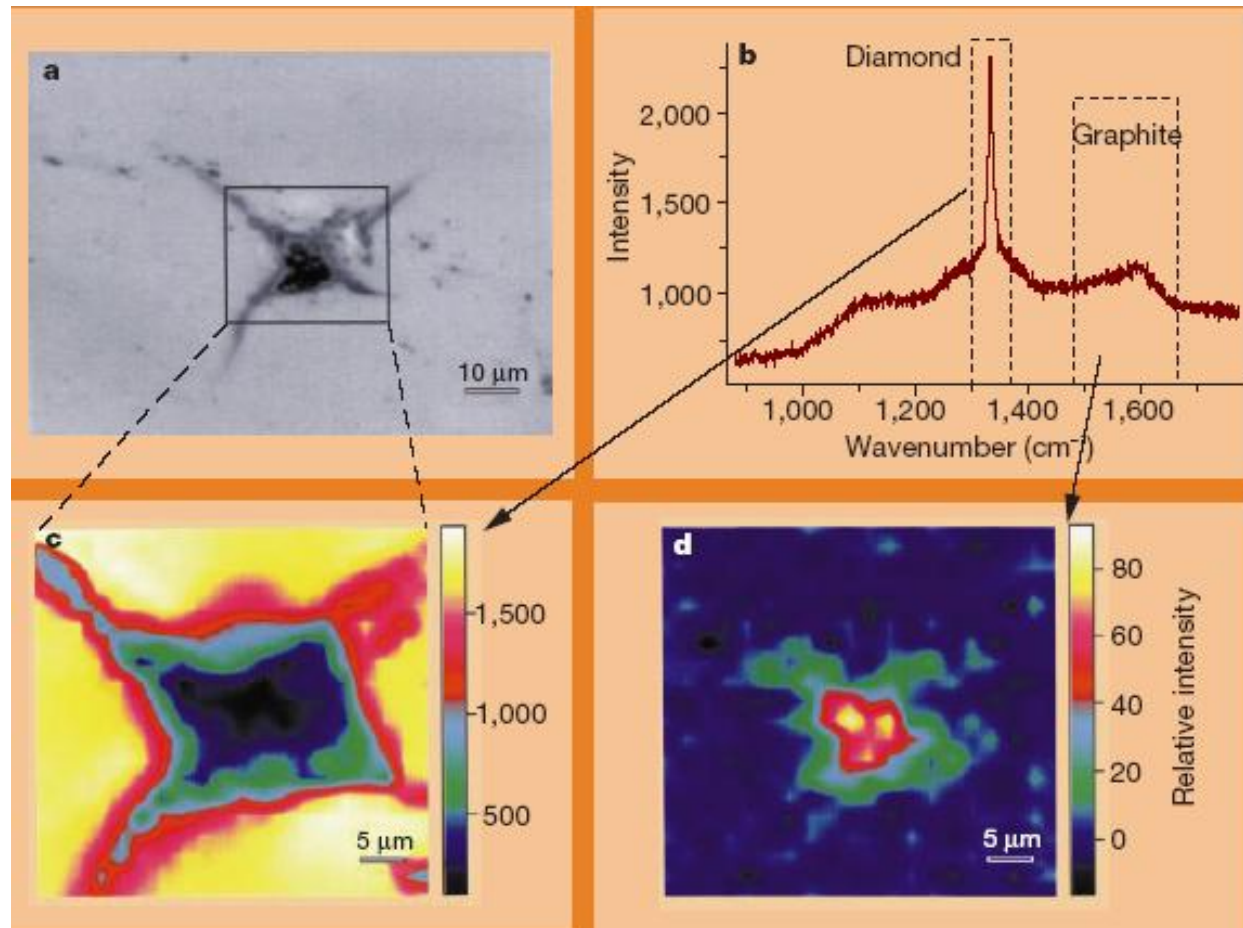 a
10 µm
b
Diamond
Graphite
2,000
1,500
1,000
Intensity
1,000 1,200 1,400 1,600
Wavenumber (cm⁻¹)
c
1,500
1,000
500
5 µm
d
80
60
40
20
0
Relative intensity
5 µm